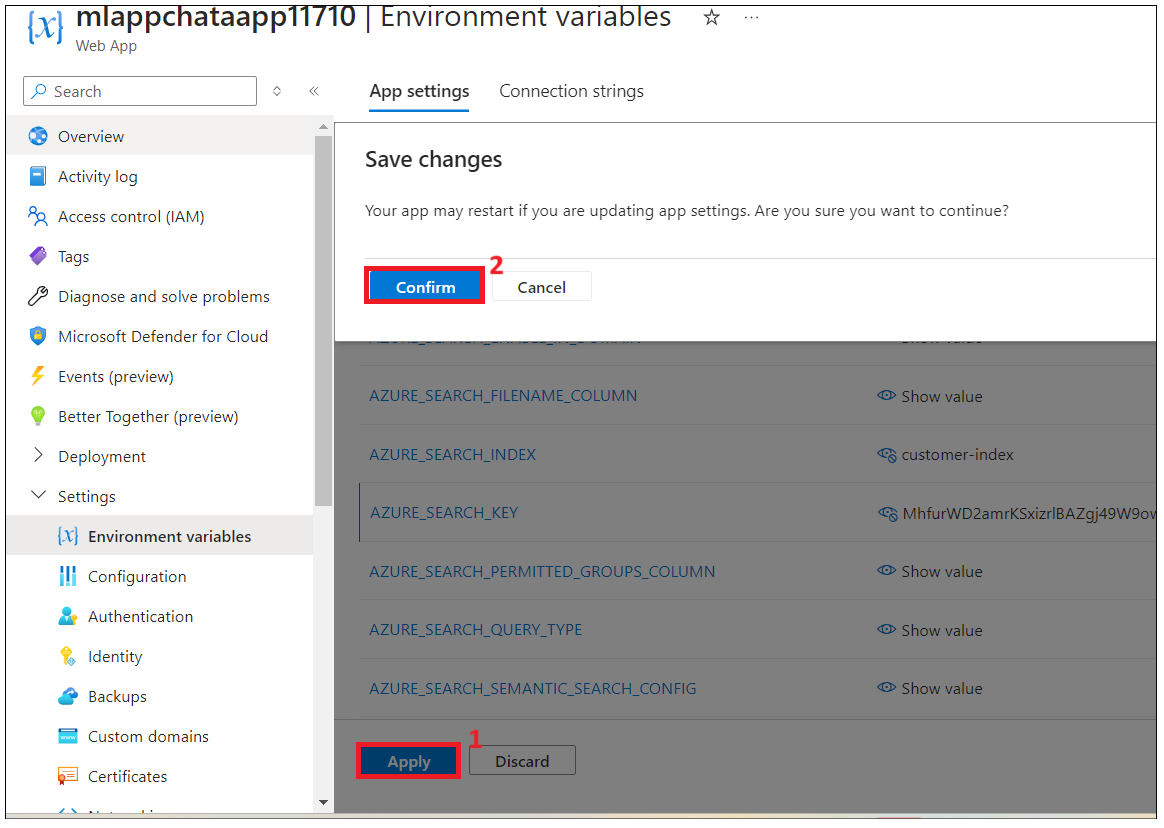 mlappchataapp11710 | Environment variables
Web App
Search
App settings
Connection strings
Overview
Activity log
Access control (IAM)
Tags
Diagnose and solve problems
Microsoft Defender for Cloud
Events (preview)
Better Together (preview)
Deployment
Settings
Environment variables
Configuration
Authentication
Identity
Backups
Custom domains
Certificates
Save changes
Your app may restart if you are updating app settings. Are you sure you want to continue?
2
Confirm
Cancel
AZURE_SEARCH_FILENAME_COLUMN Show value
AZURE_SEARCH_INDEX customer-index
AZURE_SEARCH_KEY
AZURE_SEARCH_PERMITTED_GROUPS_COLUMN Show value
AZURE_SEARCH_QUERY_TYPE Show value
AZURE_SEARCH_SEMANTIC_SEARCH_CONFIG Show value
1
Apply
Discard